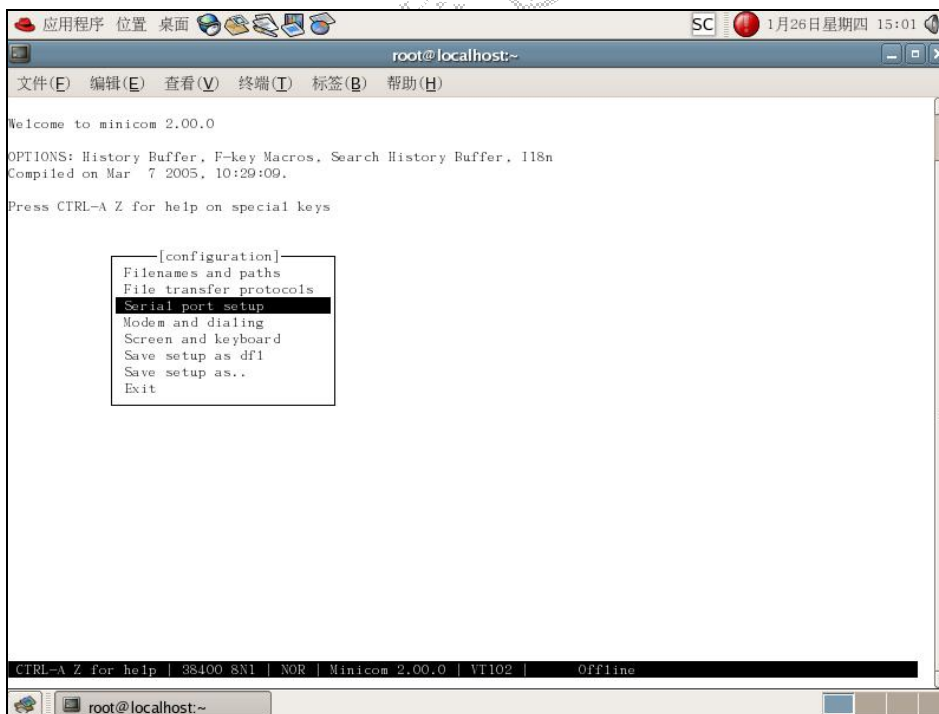 应用程序 位置 桌面 SC 1月26日星期四 15:01
root@localhost:~
文件(F) 编辑(E) 查看(V) 终端(T) 标签(B) 帮助(H)
Welcome to minicom 2.00.0
OPTIONS: History Buffer, F-key Macros, Search History Buffer, I18n
Compiled on Mar 7 2005, 10:29:09.
Press CTRL-A Z for help on special keys
[configuration]
Filenames and paths
File transfer protocols
Serial port setup
Modem and dialing
Screen and keyboard
Save setup as dfl
Save setup as..
Exit
CTRL-A Z for help | 38400 8N1 | NOR | Minicom 2.00.0 | VT102 | Offline
root@localhost:~